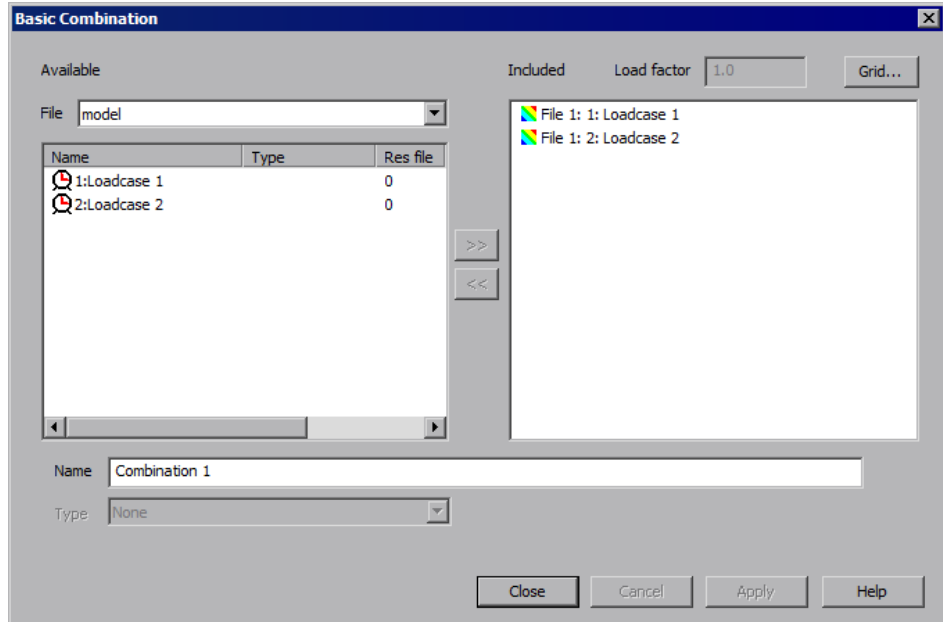 Basic Combination
Available
Included Load factor 1.0 Grid...
File model
Name Type Res file
1:Loadcase 1 0
2:Loadcase 2 0
File 1: 1: Loadcase 1
File 1: 2: Loadcase 2
>>
<<
Name Combination 1
Type None
Close Cancel Apply Help